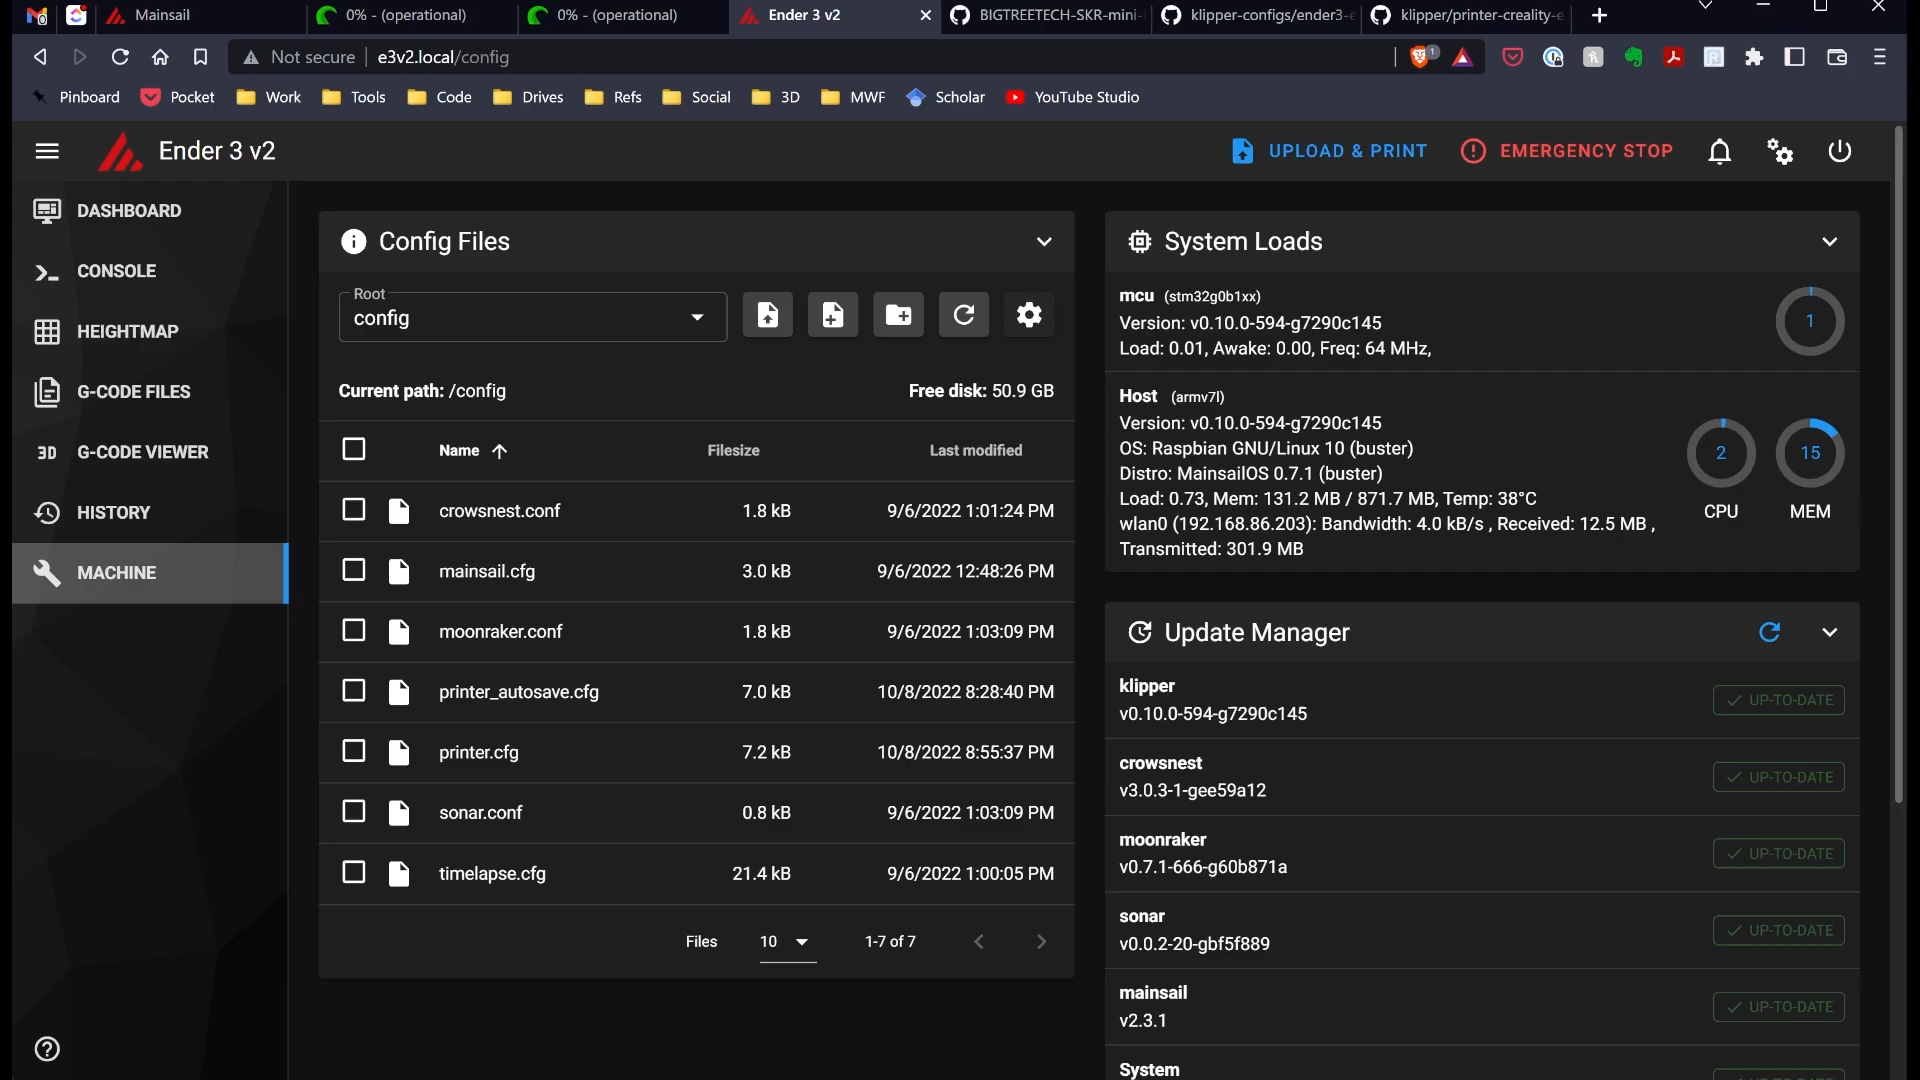 Mainsail
0% - (operational)
0% - (operational)
Ender 3 v2
BIGTREETECH-SKR-mini-
klipper-configs/ender3-
klipper/printer-creality-
Not secure
e3v2.local/config
1
Pinboard
Pocket
Work
Tools
Code
Drives
Refs
Social
3D
MWF
Scholar
YouTube Studio
Ender 3 v2
UPLOAD & PRINT
EMERGENCY STOP
DASHBOARD
CONSOLE
HEIGHTMAP
G-CODE FILES
3D G-CODE VIEWER
HISTORY
MACHINE
Config Files
Root
config
Current path: /config
Free disk: 50.9 GB
Name
Filesize
Last modified
crowsnest.conf 1.8 kB 9/6/2022 1:01:24 PM
mainsail.cfg 3.0 kB 9/6/2022 12:48:26 PM
moonraker.conf 1.8 kB 9/6/2022 1:03:09 PM
printer_autosave.cfg 7.0 kB 10/8/2022 8:28:40 PM
printer.cfg 7.2 kB 10/8/2022 8:55:37 PM
sonar.conf 0.8 kB 9/6/2022 1:03:09 PM
timelapse.cfg 21.4 kB 9/6/2022 1:00:05 PM
Files 10 1-7 of 7
System Loads
mcu (stm32g0b1xx)
Version: v0.10.0-594-g7290c145
Load: 0.01, Awake: 0.00, Freq: 64 MHz,
1
Host (armv7l)
Version: v0.10.0-594-g7290c145
OS: Raspbian GNU/Linux 10 (buster)
Distro: MainsailOS 0.7.1 (buster)
Load: 0.73, Mem: 131.2 MB / 871.7 MB, Temp: 38°C
wlan0 (192.168.86.203): Bandwidth: 4.0 kB/s , Received: 12.5 MB ,
Transmitted: 301.9 MB
2
CPU
15
MEM
Update Manager
klipper
v0.10.0-594-g7290c145
UP-TO-DATE
crowsnest
v3.0.3-1-gee59a12
UP-TO-DATE
moonraker
v0.7.1-666-g60b871a
UP-TO-DATE
sonar
v0.0.2-20-gbf5f889
UP-TO-DATE
mainsail
v2.3.1
UP-TO-DATE
System